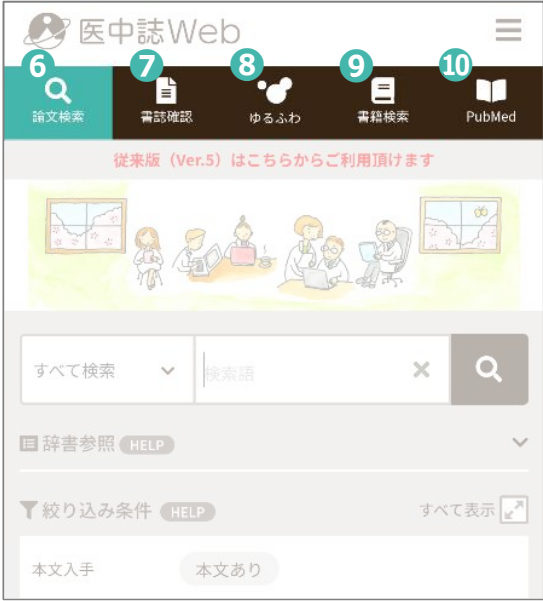 医中誌Web
6 7 8 9 10
論文検索 書誌確認 ゆるふわ 書籍検索 PubMed
従来版（Ver.5）はこちらからご利用頂けます
すべて検索 検索語
辞書参照 HELP
絞り込み条件 HELP すべて表示
本文入手 本文あり